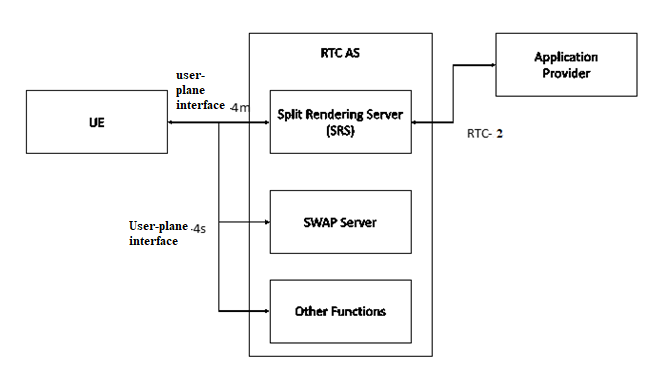 RTC AS
Application
Provider
user-
plane
interface -4m
UE
Split Rendering Server
(SRS)
RTC- 2
SWAP Server
User-plane -4s
interface
Other Functions